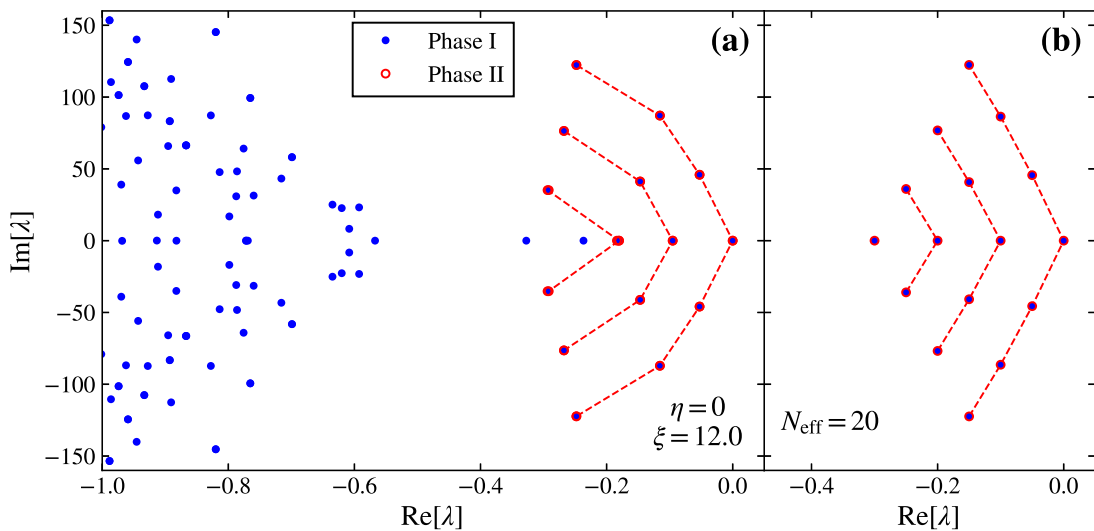 150
100
50
0
−50
−100
−150
Im[λ]
Phase I
Phase II
(a)
(b)
η=0
ξ=12.0
N_eff=20
−1.0 −0.8 −0.6 −0.4 −0.2 0.0
−0.4 −0.2 0.0
Re[λ]
Re[λ]